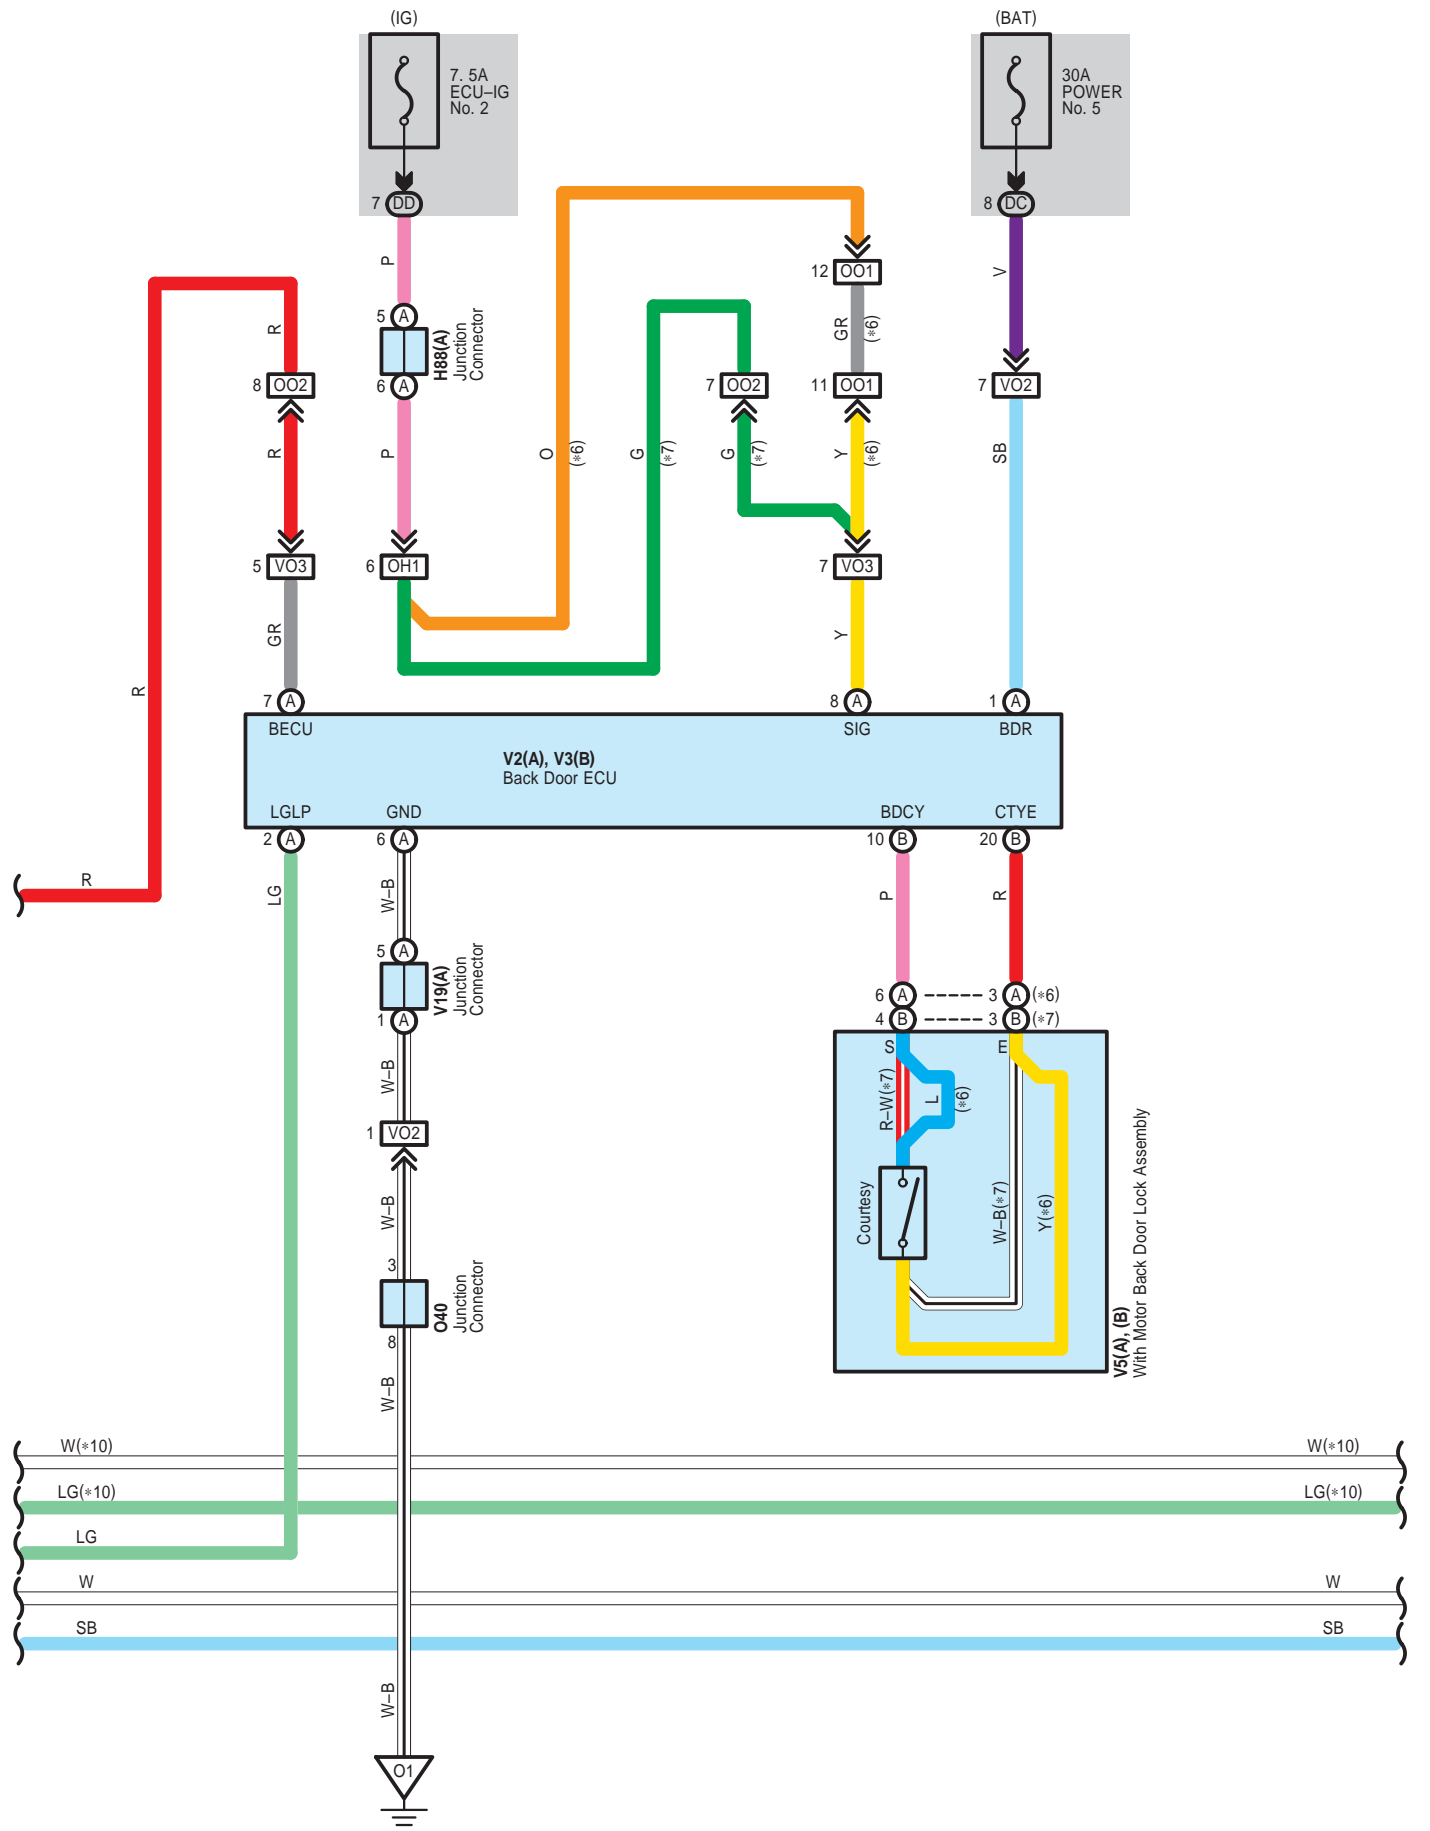 (IG)
(BAT)
7. 5A
ECU–IG
No. 2
30A
POWER
No. 5
7 DD
8 DC
P
V
12 OO1
5 A
H88(A)
Junction
Connector
6 A
R
GR
(∗6)
8 OO2
7 OO2
11 OO1
7 VO2
R
P
O
(∗6)
G
(∗7)
G
(∗7)
Y
(∗6)
SB
5 VO3
6 OH1
7 VO3
GR
Y
R
7 A
8 A
1 A
BECU
SIG
BDR
V2(A), V3(B)
Back Door ECU
LGLP
GND
BDCY
CTYE
2 A
6 A
10 B
20 B
R
LG
W–B
P
R
5 A
V19(A)
Junction
Connector
1 A
6 A
3 A (∗6)
4 B
3 B (∗7)
S
E
W–B
R–W(∗7)
L
(∗6)
1 VO2
W–B
Courtesy
W–B(∗7)
Y(∗6)
V5(A), (B)
With Motor Back Door Lock Assembly
3
O40
Junction
Connector
8
W–B
W(∗10)
W(∗10)
LG(∗10)
LG(∗10)
LG
W
W
SB
SB
W–B
O1